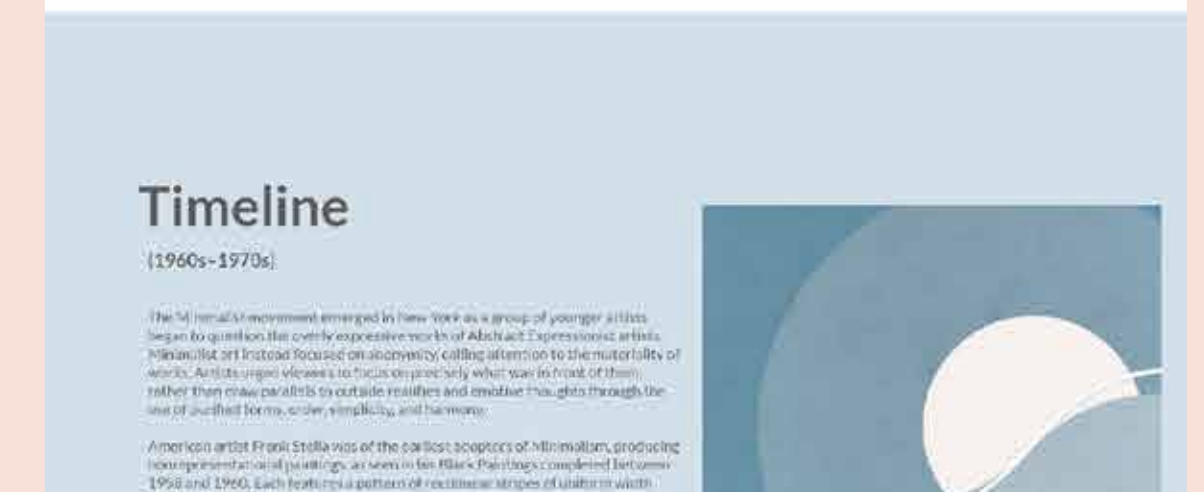 Timeline
(1960s–1970s)
The Minimalist movement emerged in New York as a group of younger artists
began to question the overly expressive works of Abstract Expressionist artists.
Minimalist art instead focused on anonymity, calling attention to the materiality of
works. Artists urged viewers to focus on precisely what was in front of them,
rather than draw parallels to outside realities and emotive thoughts through the
use of purified forms, order, simplicity, and harmony.
American artist Frank Stella was of the earliest adopters of Minimalism, producing
nonrepresentational paintings, as seen in his Black Paintings completed between
1958 and 1960. Each features a pattern of rectilinear stripes of uniform width